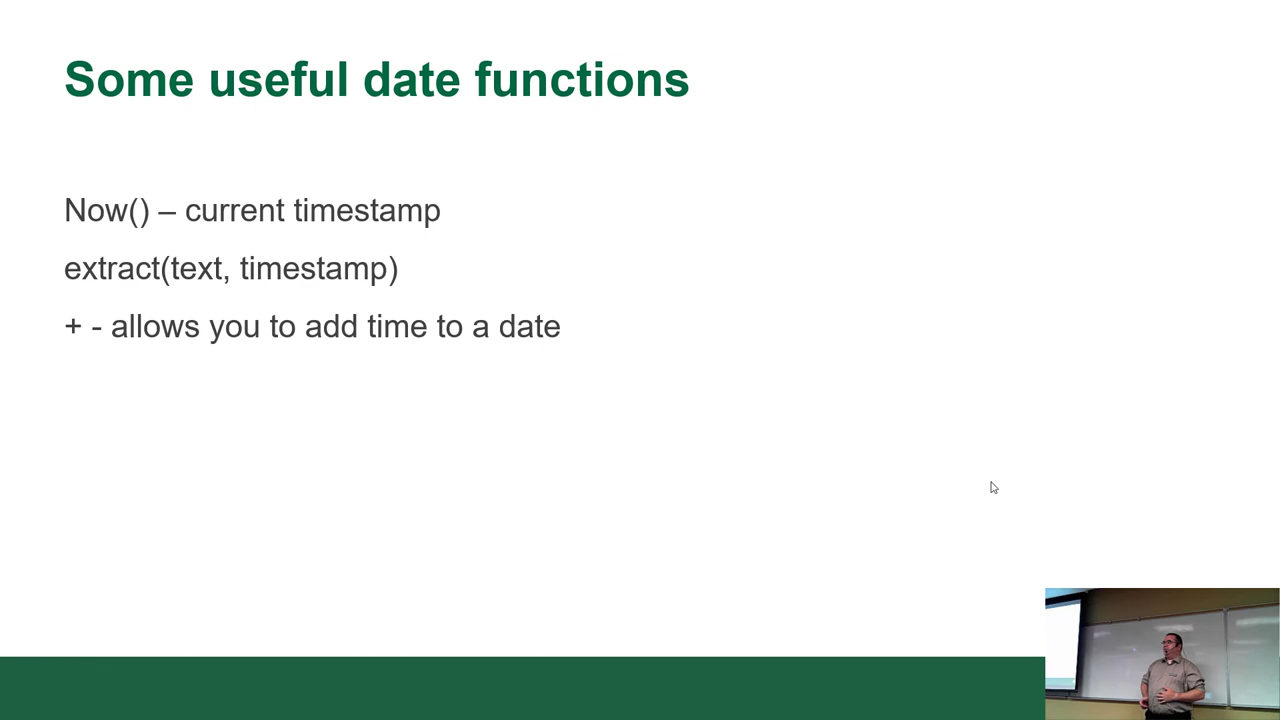 Some useful date functions
Now() – current timestamp
extract(text, timestamp)
+ - allows you to add time to a date